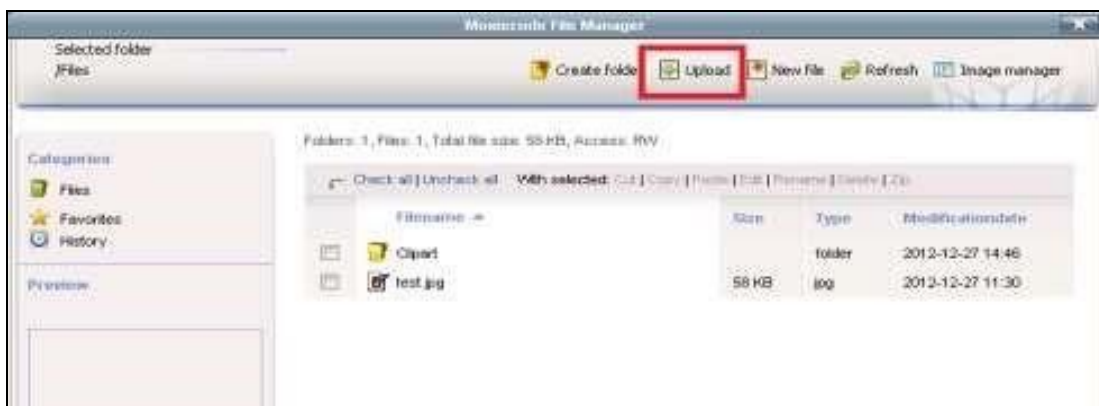 Moxiecode File Manager
Selected folder
/Files
Create folde Upload New file Refresh Image manager
Folders: 1, Files: 1, Total file size: 58 KB, Access: RW
Categories
Files
Favorites
History
Preview
Check all | Uncheck all With selected: Cut | Copy | Paste | Edit | Rename | Delete | Zip
Filename Size Type Modificationdate
Clipart folder 2012-12-27 14:46
test.jpg 58 KB jpg 2012-12-27 11:30